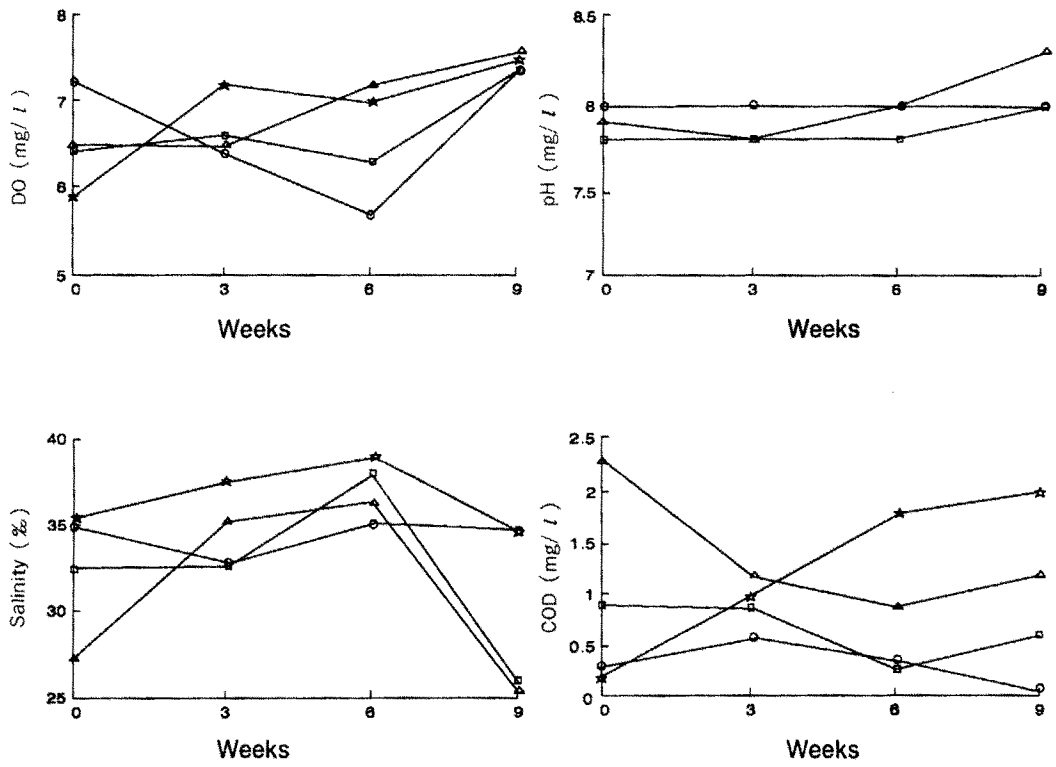 DO (mg/ l)
8
7
6
5
0 3 6 9
Weeks
pH (mg/ l)
8.5
8
7.5
7
0 3 6 9
Weeks
Salinity (‰)
40
35
30
25
0 3 6 9
Weeks
COD (mg/ l)
2.5
2
1.5
1
0.5
0
0 3 6 9
Weeks